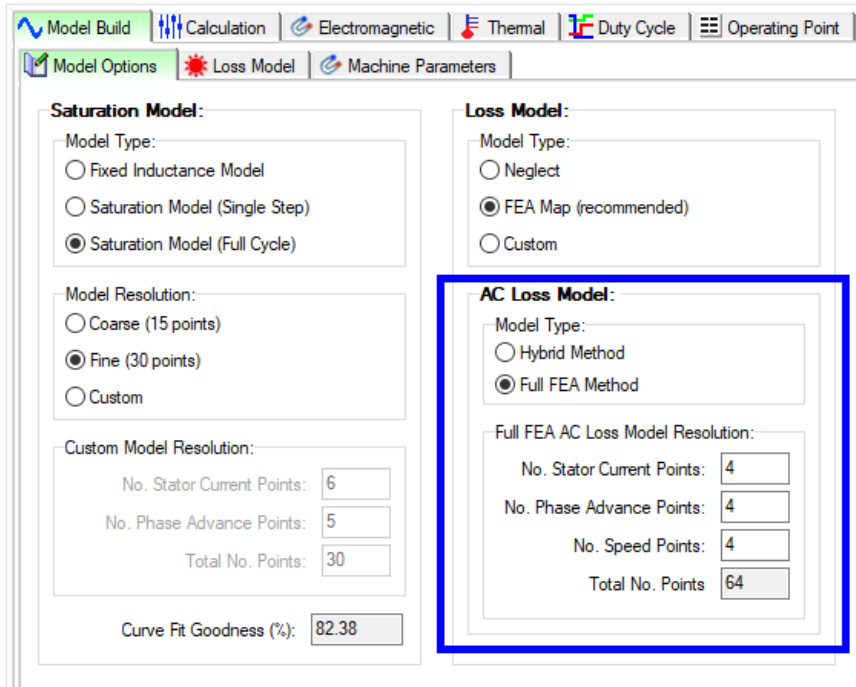 Model Build
Calculation
Electromagnetic
Thermal
Duty Cycle
Operating Point
Model Options
Loss Model
Machine Parameters
Saturation Model:
Model Type:
Fixed Inductance Model
Saturation Model (Single Step)
Saturation Model (Full Cycle)
Model Resolution:
Coarse (15 points)
Fine (30 points)
Custom
Custom Model Resolution:
No. Stator Current Points: 6
No. Phase Advance Points: 5
Total No. Points: 30
Curve Fit Goodness (%): 82.38
Loss Model:
Model Type:
Neglect
FEA Map (recommended)
Custom
AC Loss Model:
Model Type:
Hybrid Method
Full FEA Method
Full FEA AC Loss Model Resolution:
No. Stator Current Points: 4
No. Phase Advance Points: 4
No. Speed Points: 4
Total No. Points 64